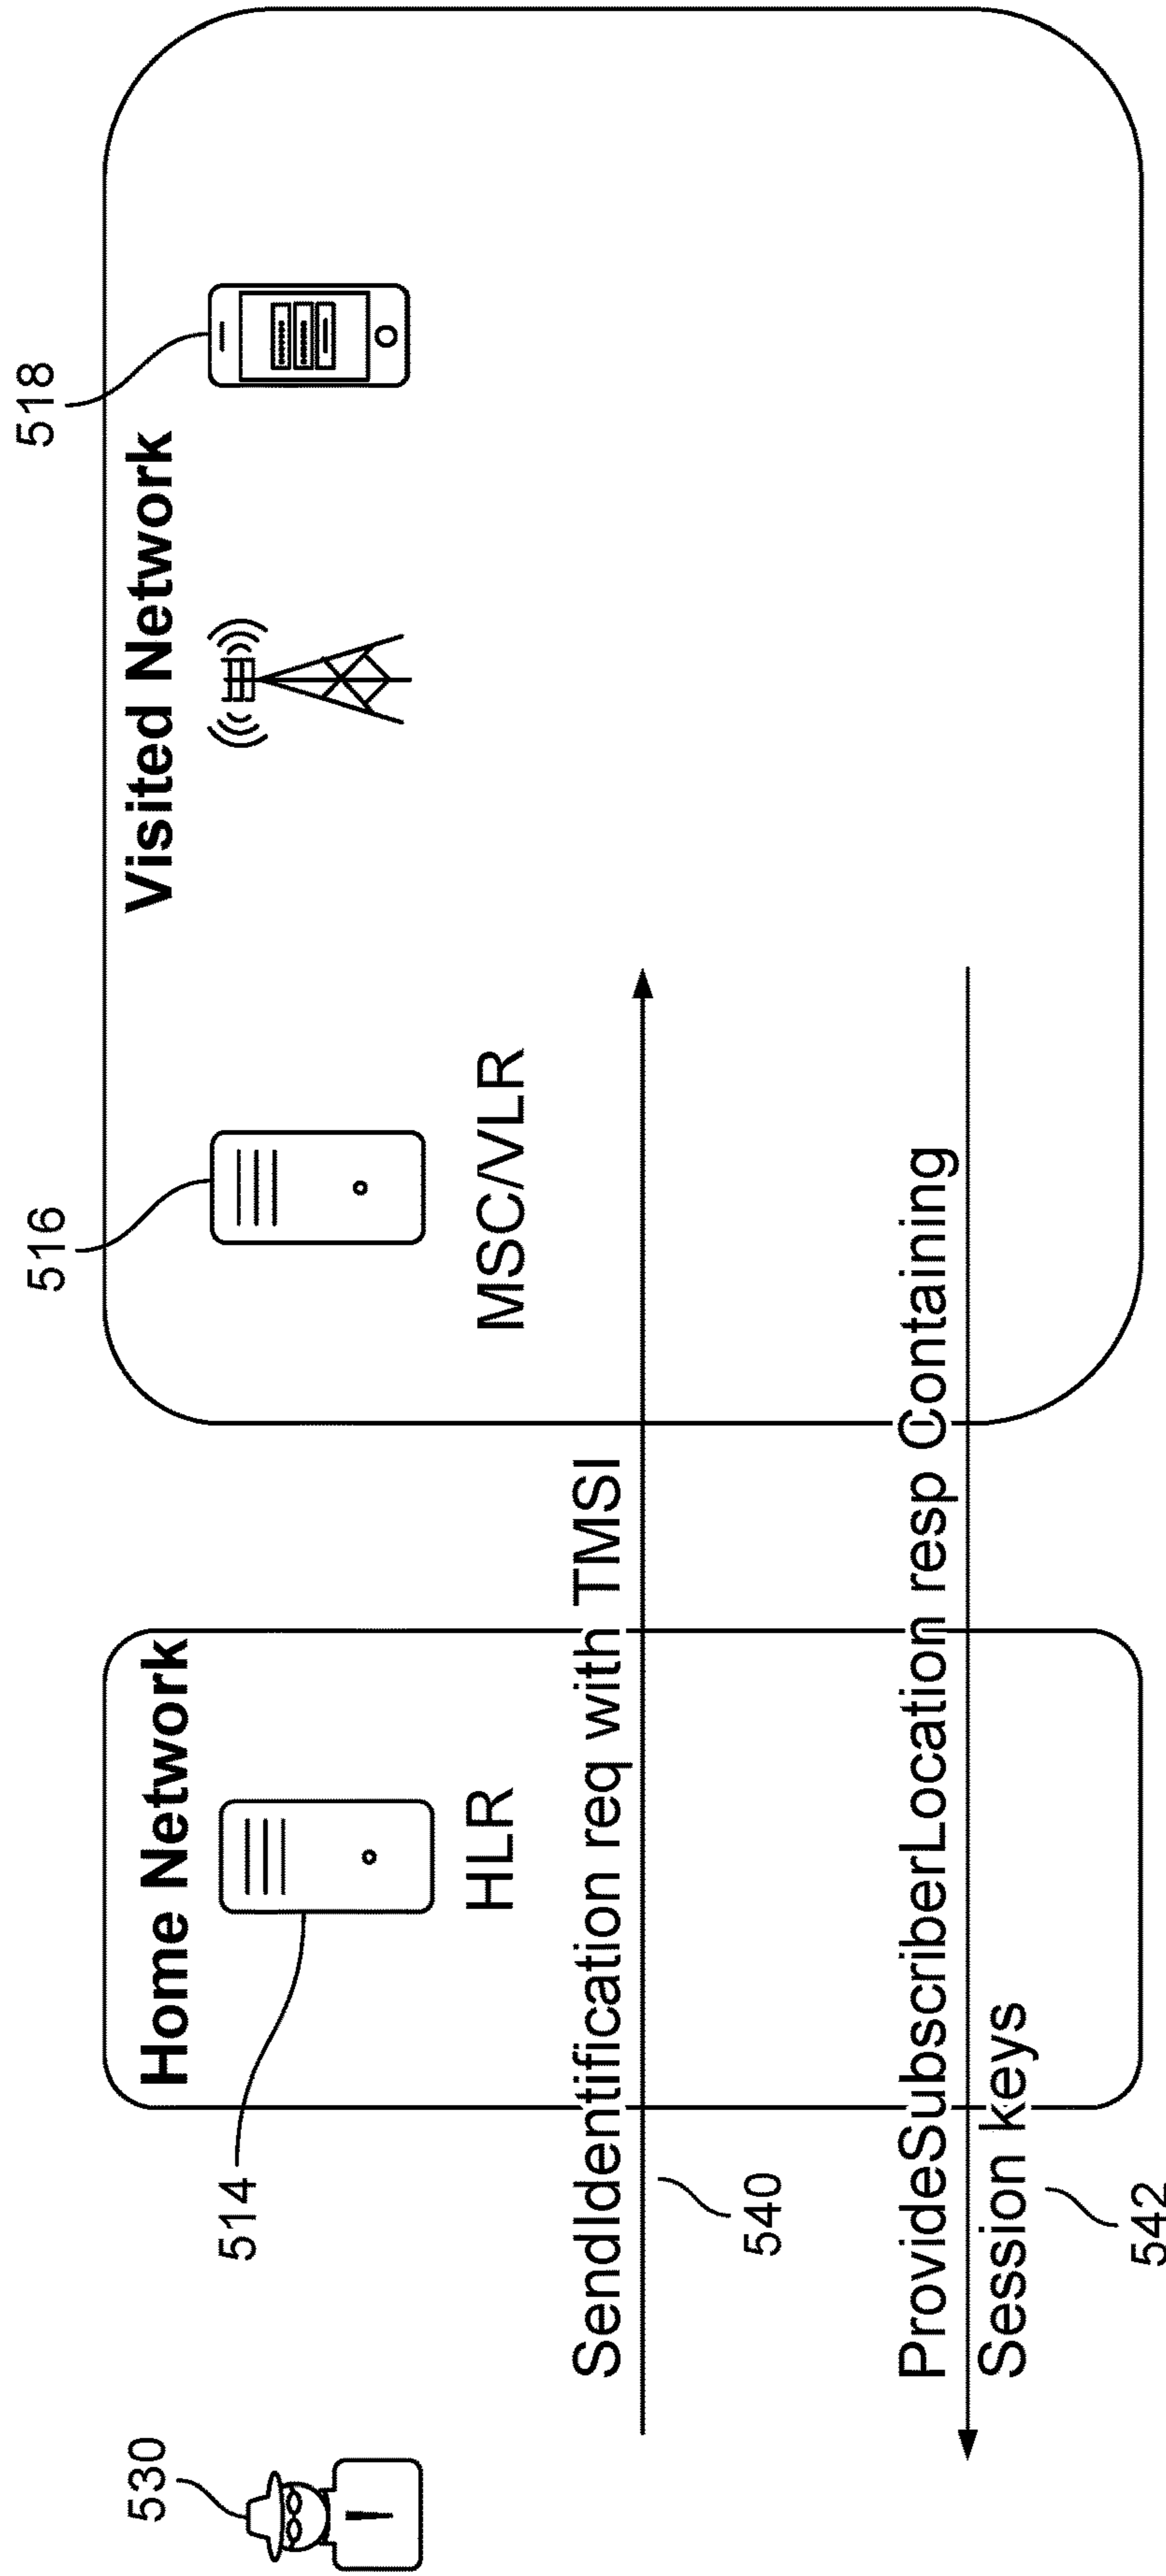 530
514
516
518
Home Network
Visited Network
HLR
MSC/VLR
SendIdentification req with TMSI
540
ProvideSubscriberLocation resp Containing
Session keys
542